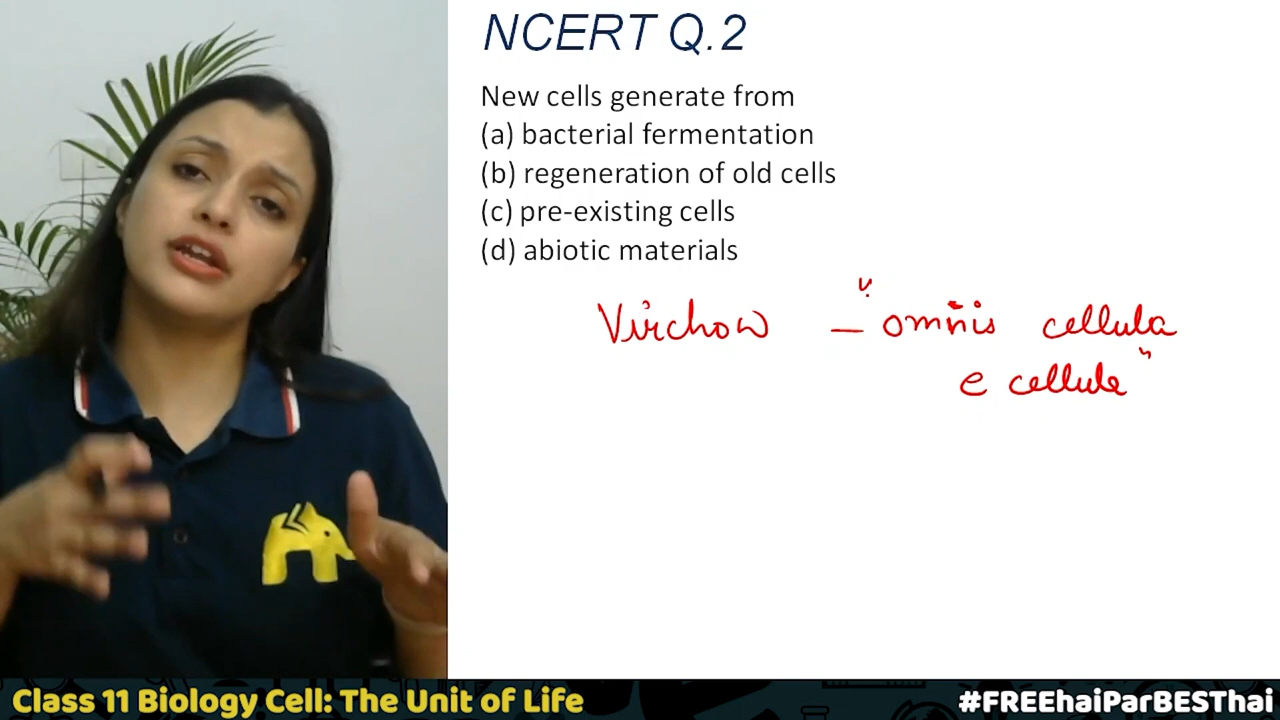 NCERT Q.2
New cells generate from
(a) bacterial fermentation
(b) regeneration of old cells
(c) pre-existing cells
(d) abiotic materials
Virchow — "omnis cellula
e cellule"
Class 11 Biology Cell: The Unit of Life
#FREEhaiParBESThai